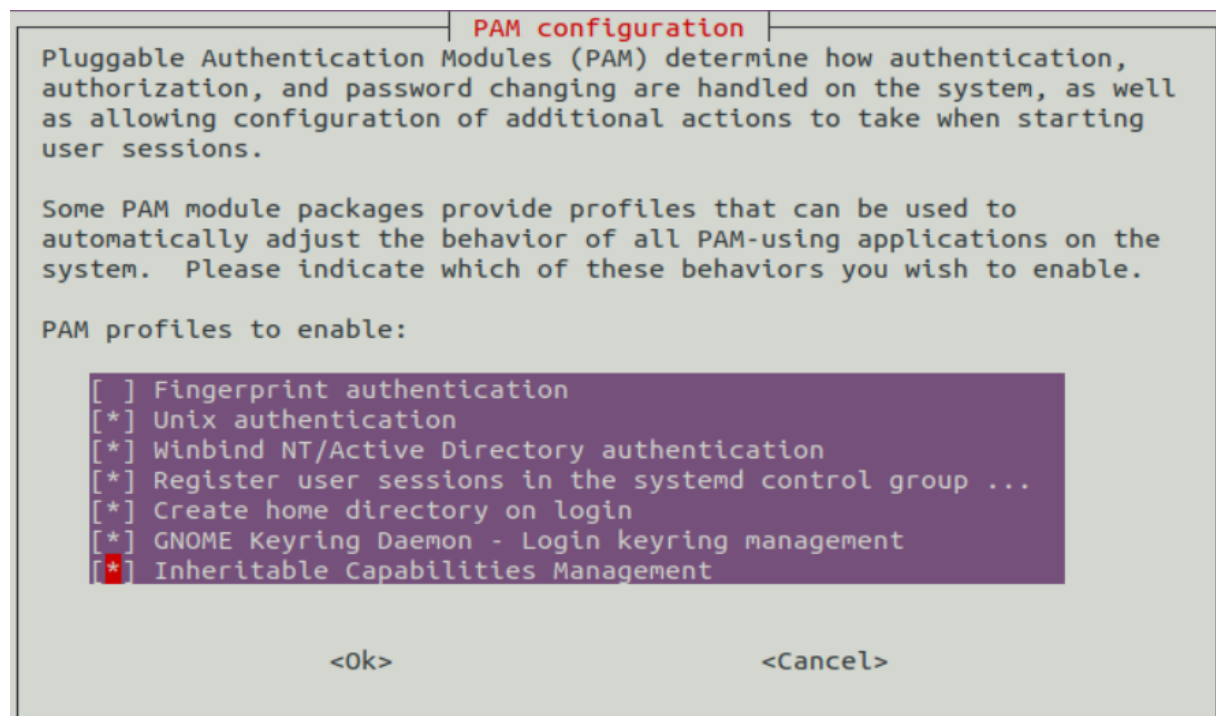 PAM configuration
Pluggable Authentication Modules (PAM) determine how authentication,
authorization, and password changing are handled on the system, as well
as allowing configuration of additional actions to take when starting
user sessions.
Some PAM module packages provide profiles that can be used to
automatically adjust the behavior of all PAM-using applications on the
system.  Please indicate which of these behaviors you wish to enable.
PAM profiles to enable:
[ ] Fingerprint authentication
[*] Unix authentication
[*] Winbind NT/Active Directory authentication
[*] Register user sessions in the systemd control group ...
[*] Create home directory on login
[*] GNOME Keyring Daemon - Login keyring management
[*] Inheritable Capabilities Management
<Ok> <Cancel>